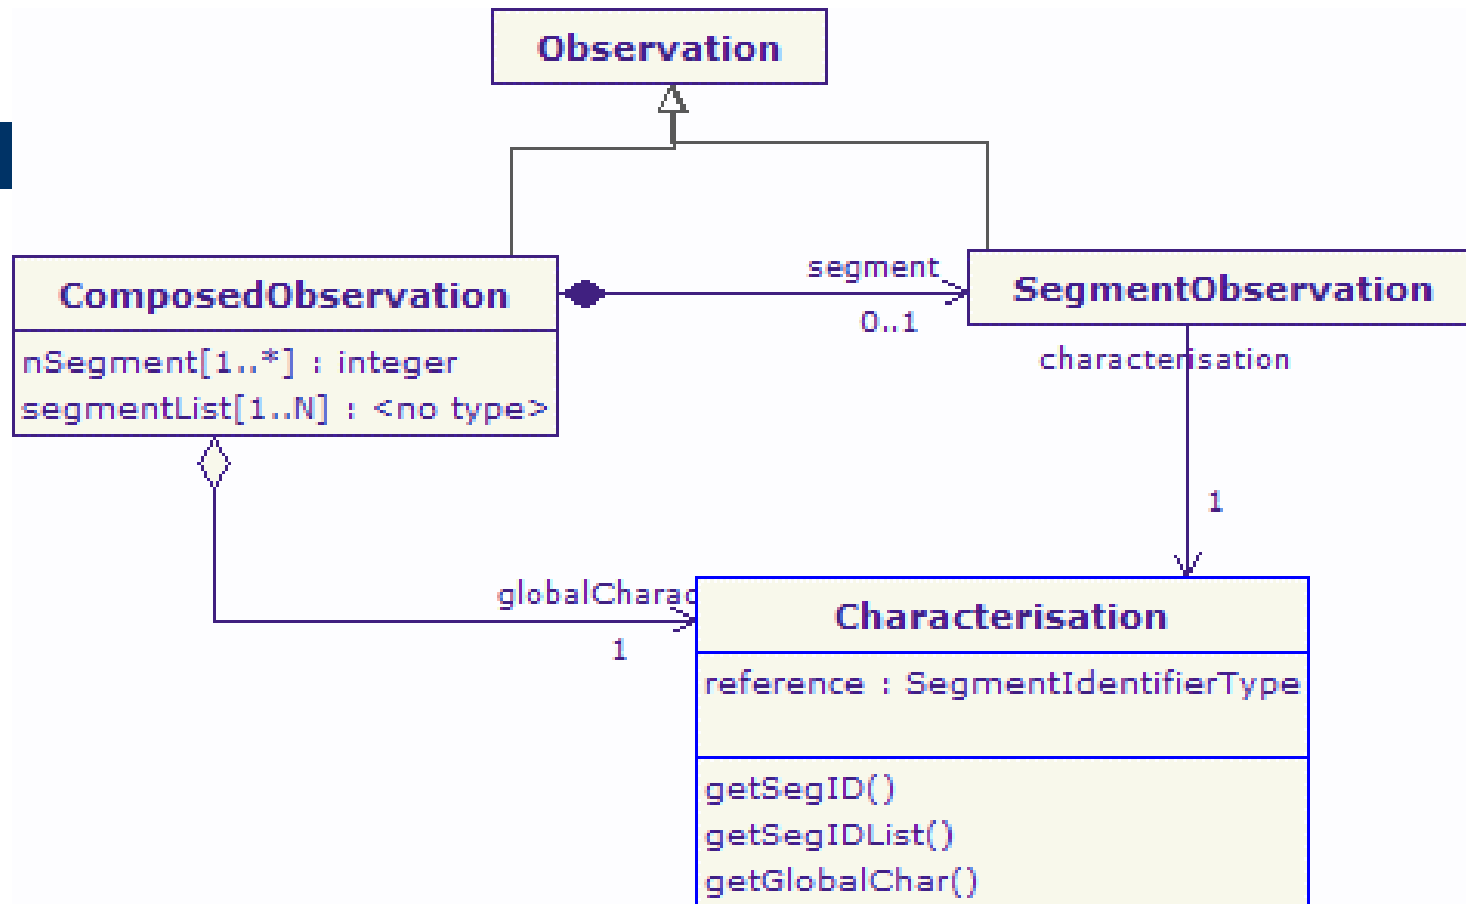 Observation
segment
ComposedObservation
SegmentObservation
0..1
nSegment[1..*] : integer
characterisation
segmentList[1..N] : <no type>
1
globalCharac
Characterisation
1
reference : SegmentIdentifierType
getSegID()
getSegIDList()
getGlobalChar()